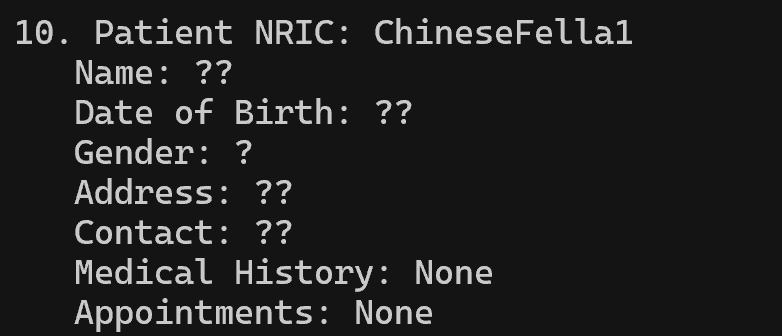 10. Patient NRIC: ChineseFella1
Name: ??
Date of Birth: ??
Gender: ?
Address: ??
Contact: ??
Medical History: None
Appointments: None